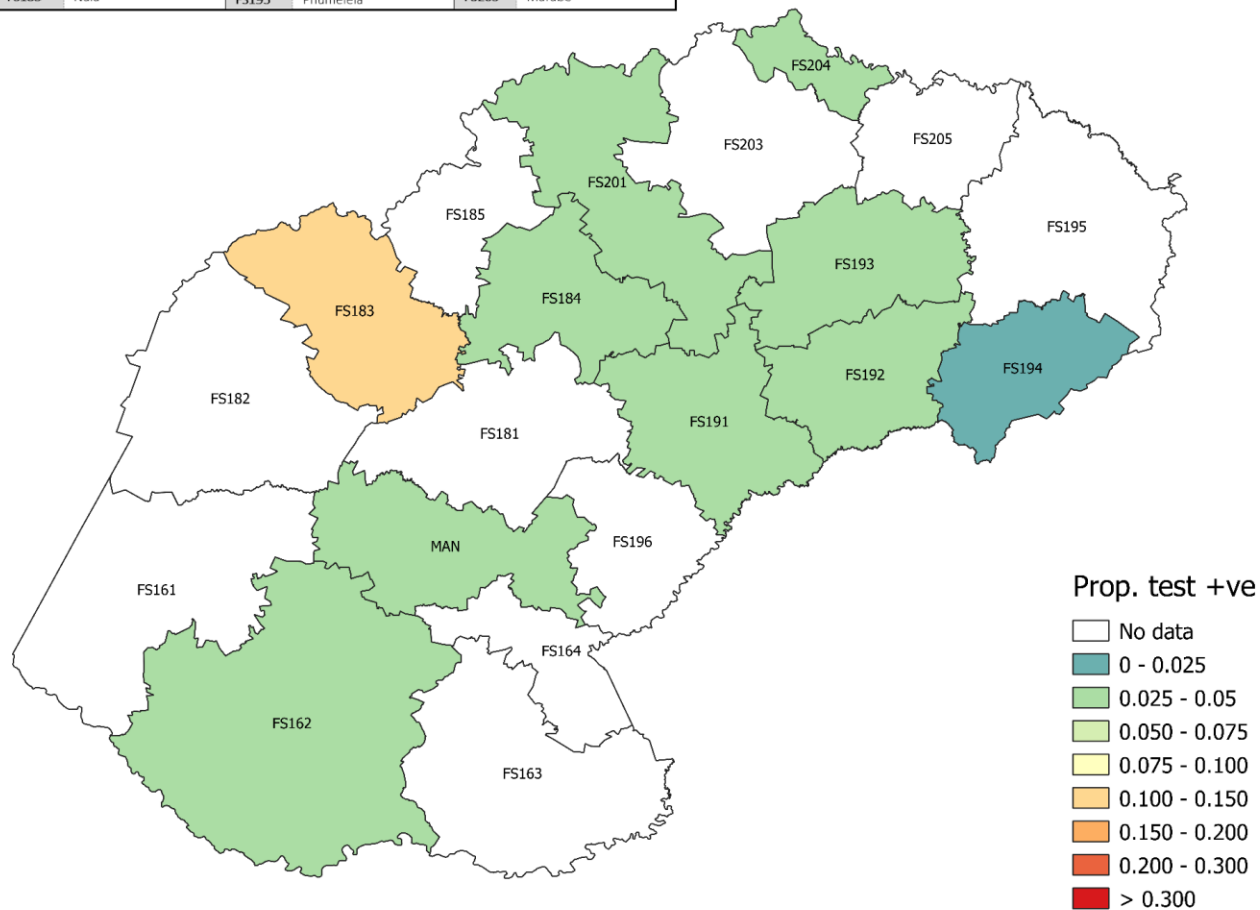 FS204
FS203
FS205
FS201
FS185
FS195
FS193
FS184
FS183
FS194
FS192
FS182
FS191
FS181
MAN
FS196
FS161
FS164
FS162
FS163
Prop. test +ve
No data
0 - 0.025
0.025 - 0.05
0.050 - 0.075
0.075 - 0.100
0.100 - 0.150
0.150 - 0.200
0.200 - 0.300
> 0.300